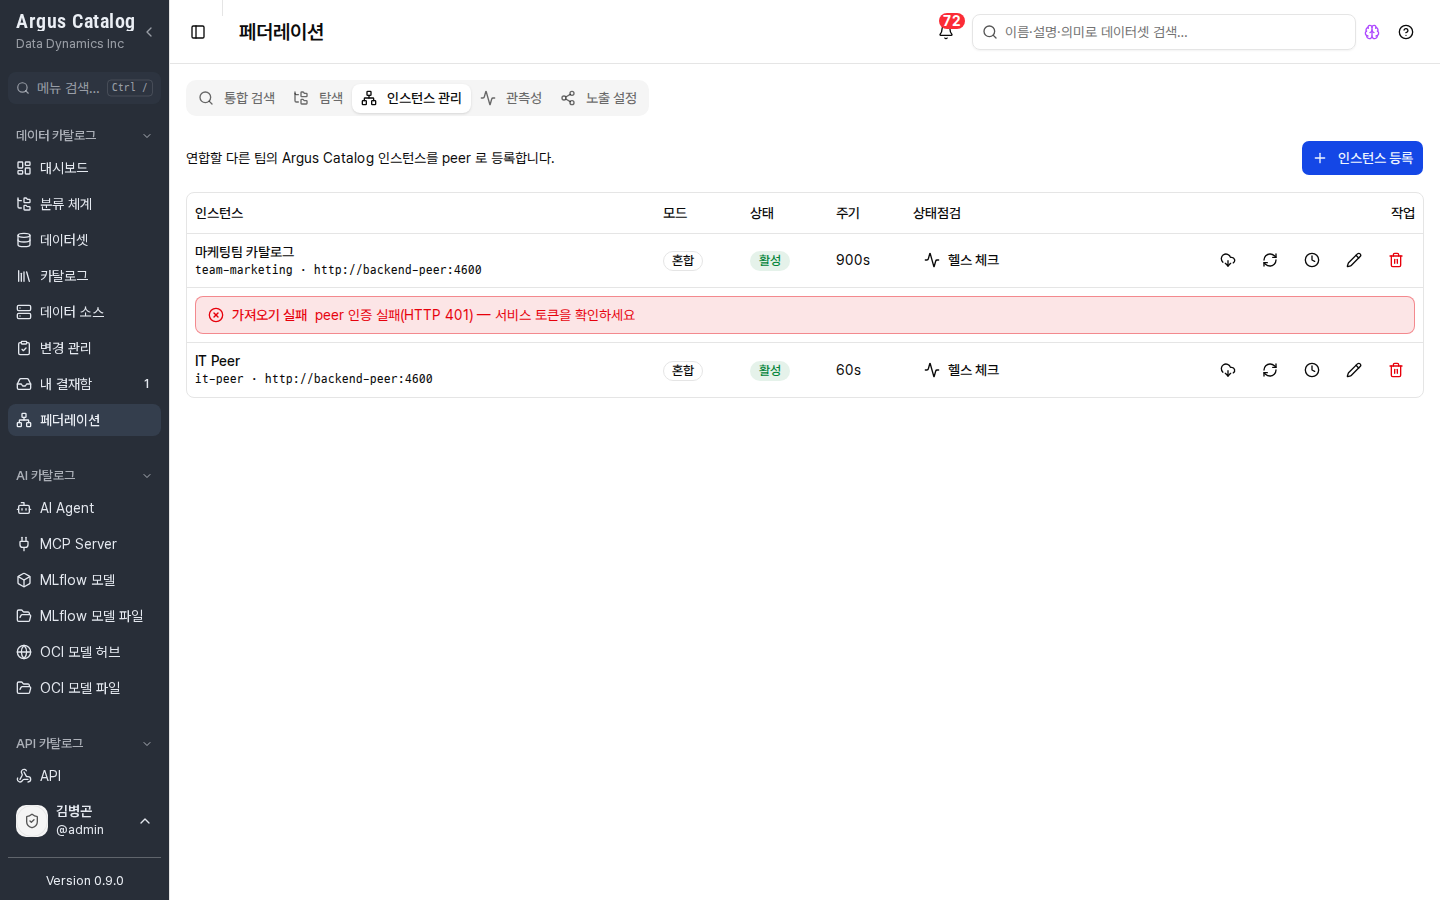 Argus Catalog
Data Dynamics Inc
메뉴 검색... Ctrl /
데이터 카탈로그
대시보드
분류 체계
데이터셋
카탈로그
데이터 소스
변경 관리
내 결재함 1
페더레이션
AI 카탈로그
AI Agent
MCP Server
MLflow 모델
MLflow 모델 파일
OCI 모델 허브
OCI 모델 파일
API 카탈로그
API
김병곤
@admin
Version 0.9.0
페더레이션
72
이름·설명·의미로 데이터셋 검색...
통합 검색 탐색 인스턴스 관리 관측성 노출 설정
연합할 다른 팀의 Argus Catalog 인스턴스를 peer 로 등록합니다.
인스턴스 등록
인스턴스 모드 상태 주기 상태점검 작업
마케팅팀 카탈로그
team-marketing · http://backend-peer:4600
혼합 활성 900s 헬스 체크
가져오기 실패 peer 인증 실패(HTTP 401) — 서비스 토큰을 확인하세요
IT Peer
it-peer · http://backend-peer:4600
혼합 활성 60s 헬스 체크